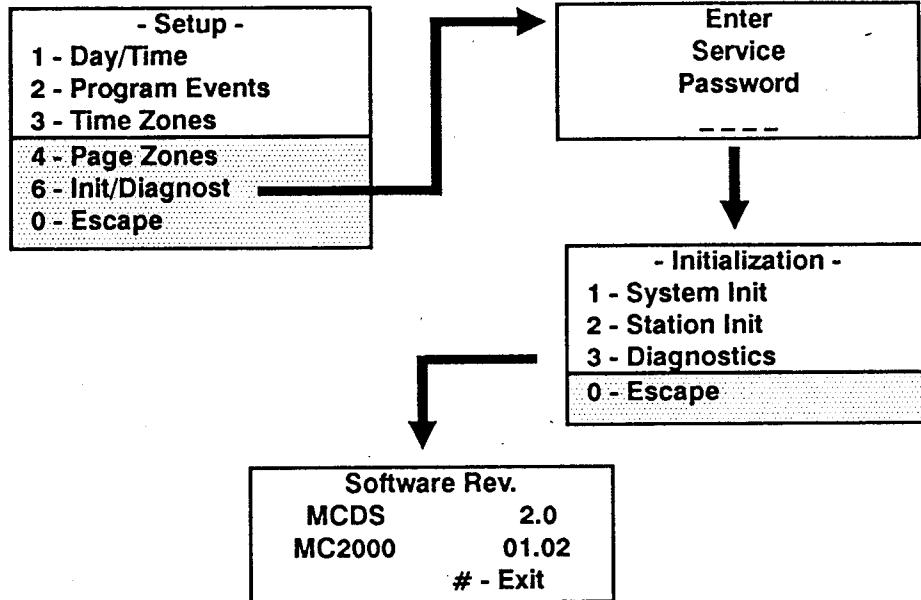 - Setup -
1 - Day/Time
2 - Program Events
3 - Time Zones
4 - Page Zones
6 - Init/Diagnost
0 - Escape
Enter
Service
Password
_ _ _ _
- Initialization -
1 - System Init
2 - Station Init
3 - Diagnostics
0 - Escape
Software Rev.
MCDS 2.0
MC2000 01.02
# - Exit